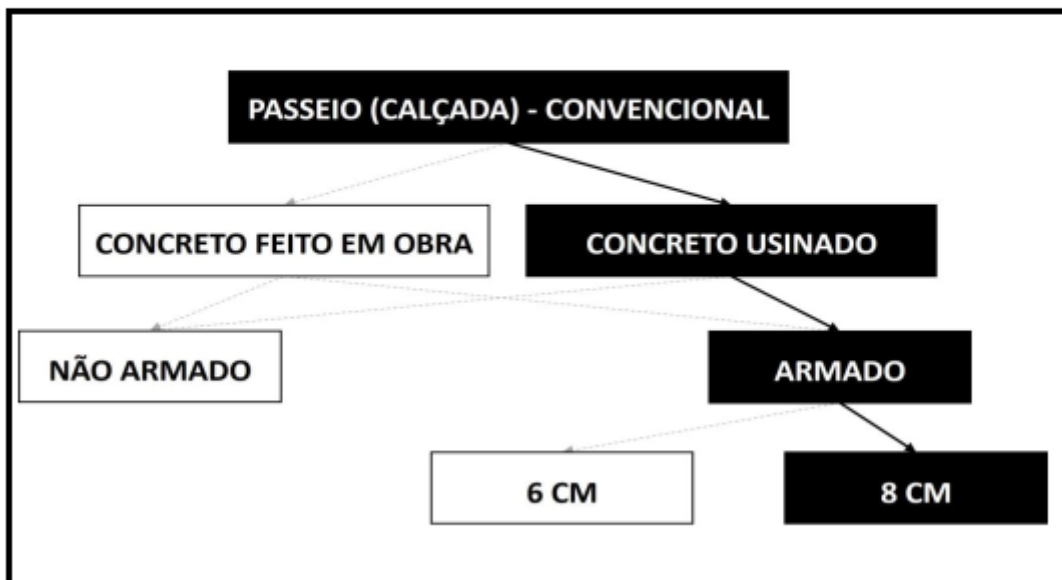 PASSEIO (CALÇADA) - CONVENCIONAL
CONCRETO FEITO EM OBRA
CONCRETO USINADO
NÃO ARMADO
ARMADO
6 CM
8 CM